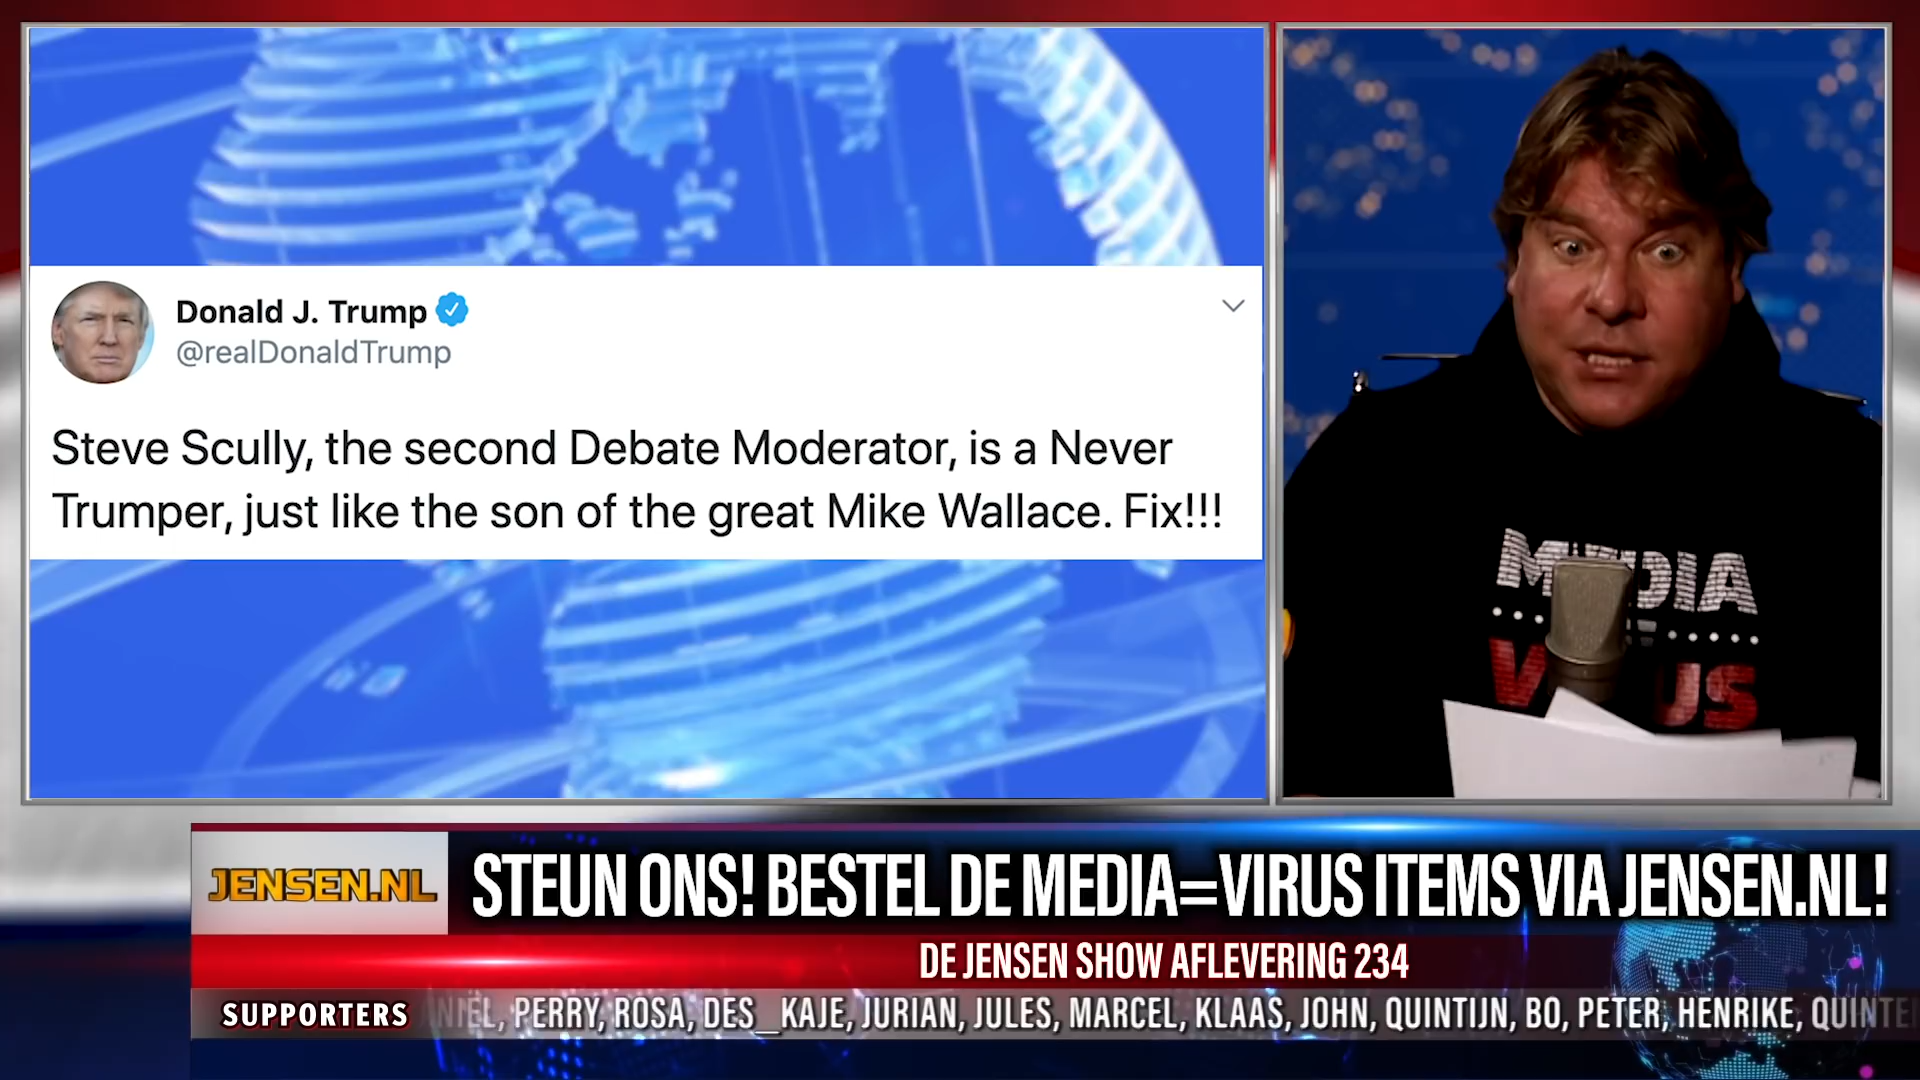 Donald J. Trump
@realDonaldTrump
Steve Scully, the second Debate Moderator, is a Never
Trumper, just like the son of the great Mike Wallace. Fix!!!
JENSEN.NL
STEUN ONS! BESTEL DE MEDIA=VIRUS ITEMS VIA JENSEN.NL!
DE JENSEN SHOW AFLEVERING 234
SUPPORTERS
PERRY, ROSA, DES_KAJE, JURIAN, JULES, MARCEL, KLAAS, JOHN, QUINTIJN, BO, PETER, HENRIKE,